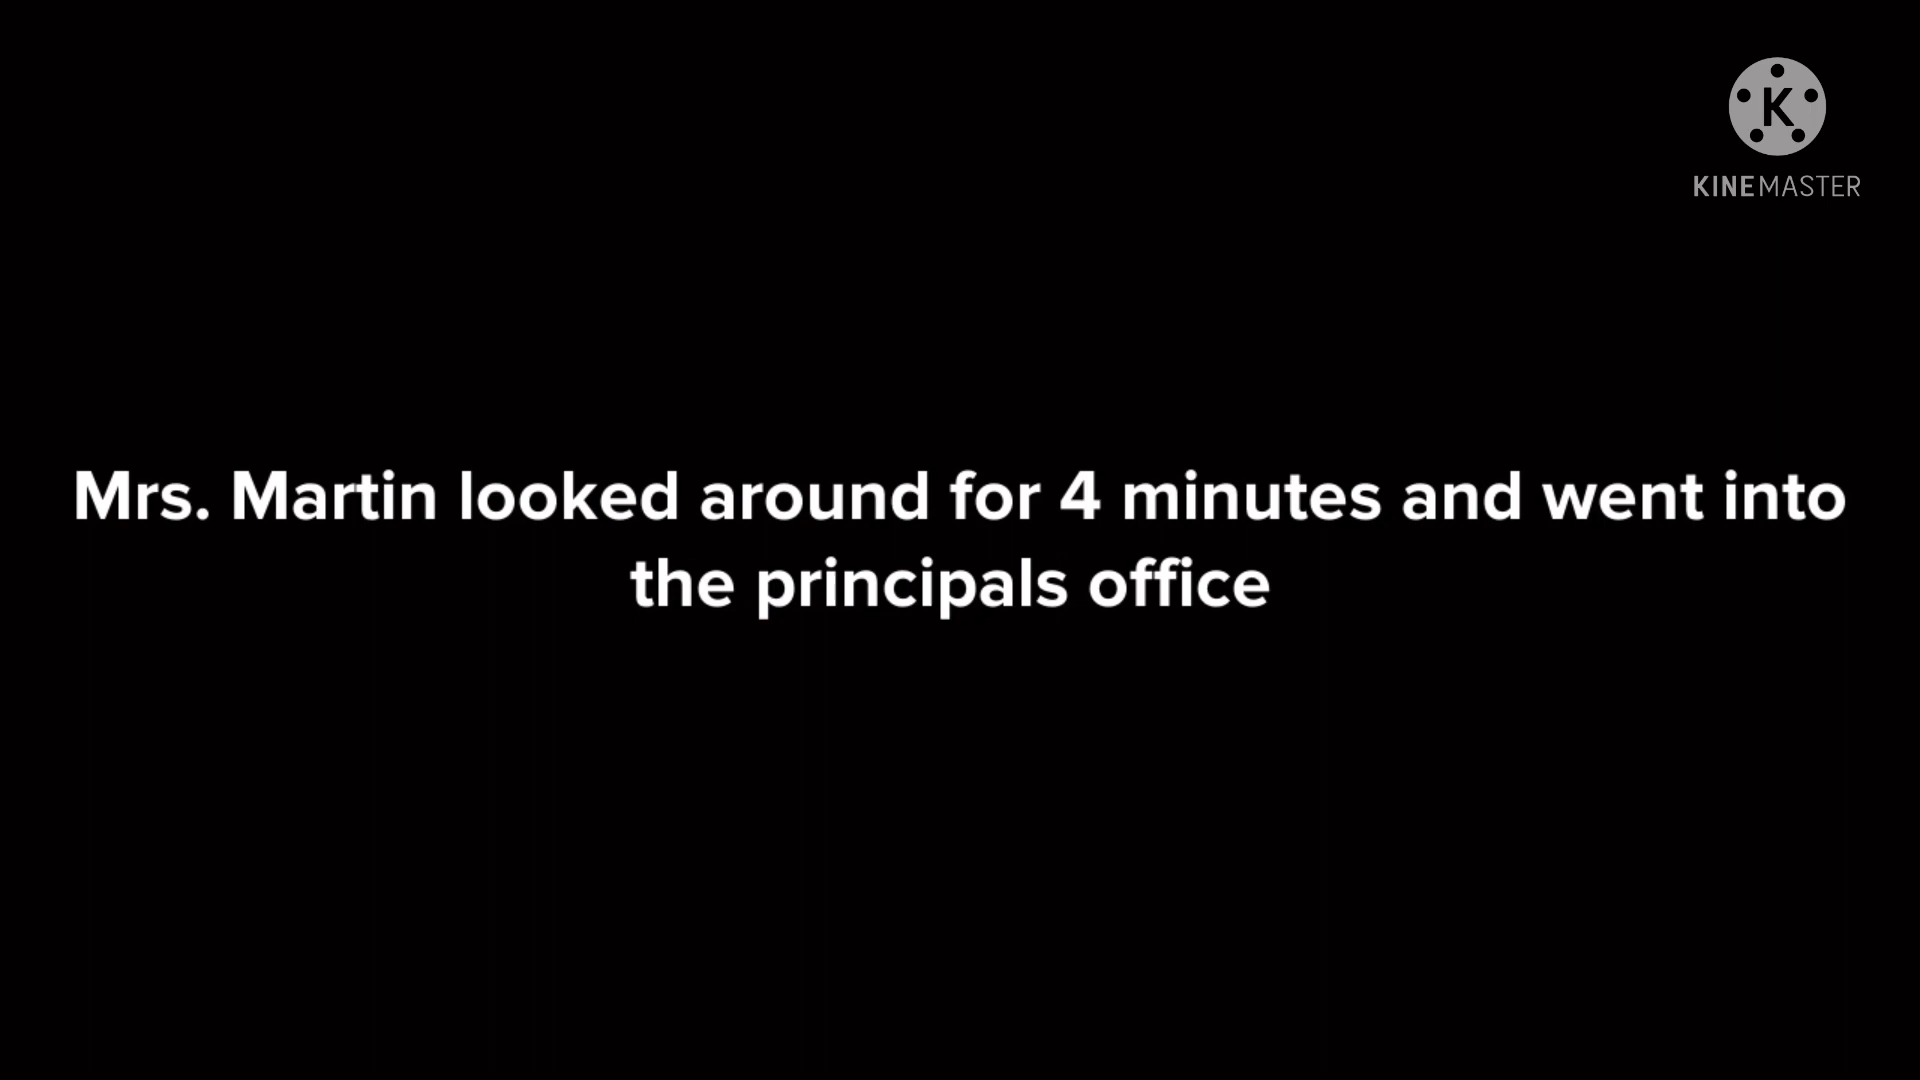 K
KINEMASTER
Mrs. Martin looked around for 4 minutes and went into
the principals office